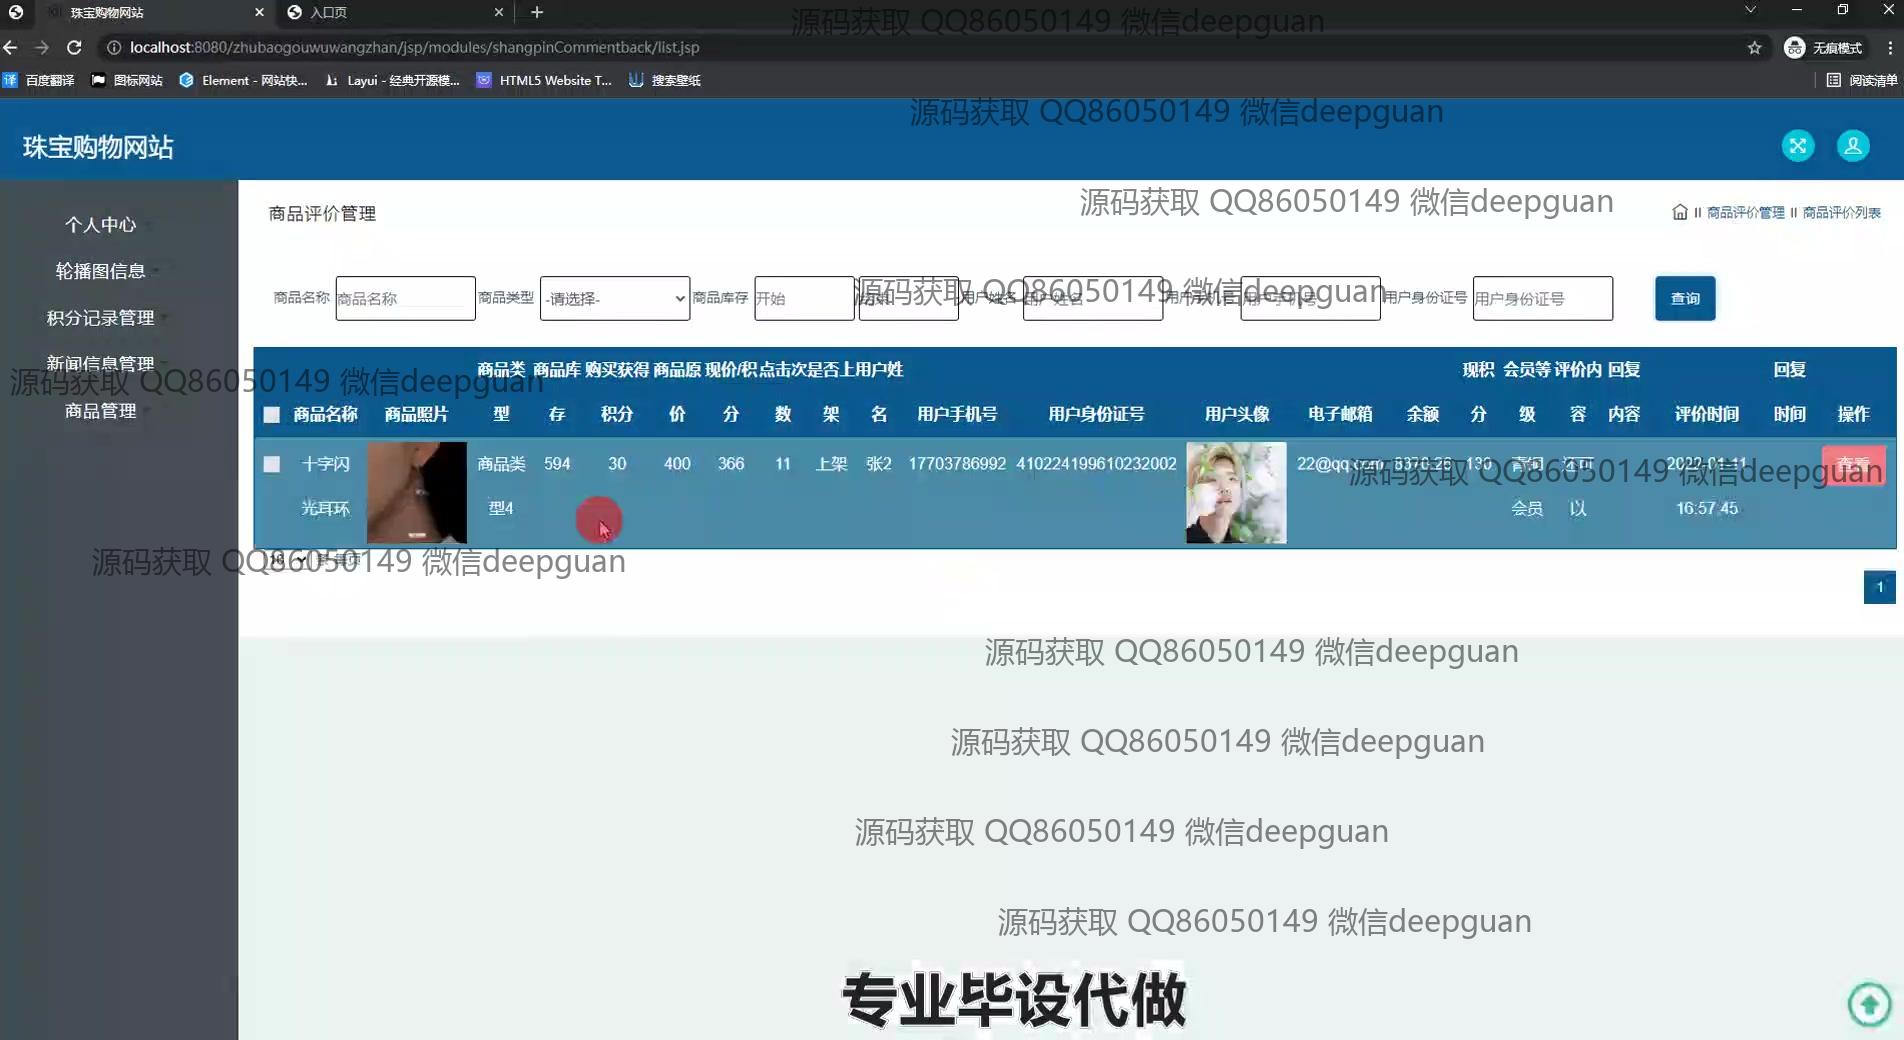 珠宝购物网站
入口页
源码获取 QQ86050149 微信deepguan
localhost:8080/zhubaogouwuwangzhan/jsp/modules/shangpinCommentback/list.jsp
无痕模式
百度翻译 图标网站 Element - 网站快... Layui - 经典开源模... HTML5 Website T... 搜索壁纸 阅读清单
源码获取 QQ86050149 微信deepguan
珠宝购物网站
个人中心
轮播图信息
积分记录管理
新闻信息管理
商品管理
源码获取 QQ86050149 微信deepguan
商品评价管理
源码获取 QQ86050149 微信deepguan
商品评价管理 商品评价列表
商品名称 商品名称 商品类型 -请选择- 商品库存 开始 用户姓名 用户姓名 用户手机号 用户手机号 用户身份证号 用户身份证号 查询
源码获取 QQ86050149 微信deepguan
商品名称 商品照片 商品类型 商品库存 购买获得积分 商品原价 现价/积分 点击次数 是否上架 用户姓名 用户手机号 用户身份证号 用户头像 电子邮箱 余额 现积分 会员等级 评价内容 回复内容 评价时间 回复时间 操作
十字闪光耳环 商品类型4 594 30 400 366 11 上架 张2 17703786992 410224199610232002 22@qq.com 130 会员 还可以 16:57:45 查看
源码获取 QQ86050149 微信deepguan
源码获取 QQ86050149 微信deepguan
10 条 每页
1
源码获取 QQ86050149 微信deepguan
源码获取 QQ86050149 微信deepguan
源码获取 QQ86050149 微信deepguan
源码获取 QQ86050149 微信deepguan
专业毕设代做